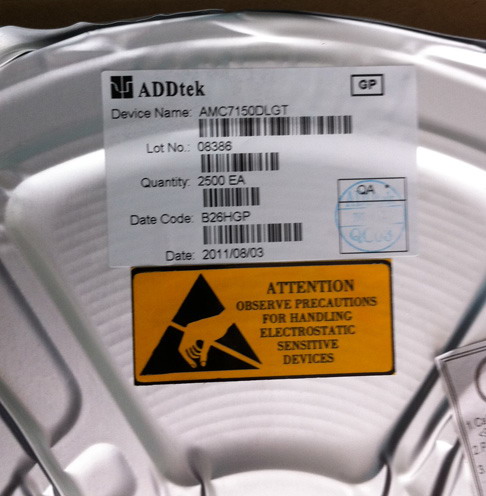 ADDtek
GP
Device Name: AMC7150DLGT
Lot No.: 08386
Quantity: 2500 EA
QA
Date Code: B26HGP
Date: 2011/08/03
ATTENTION
OBSERVE PRECAUTIONS
FOR HANDLING
ELECTROSTATIC
SENSITIVE
DEVICES